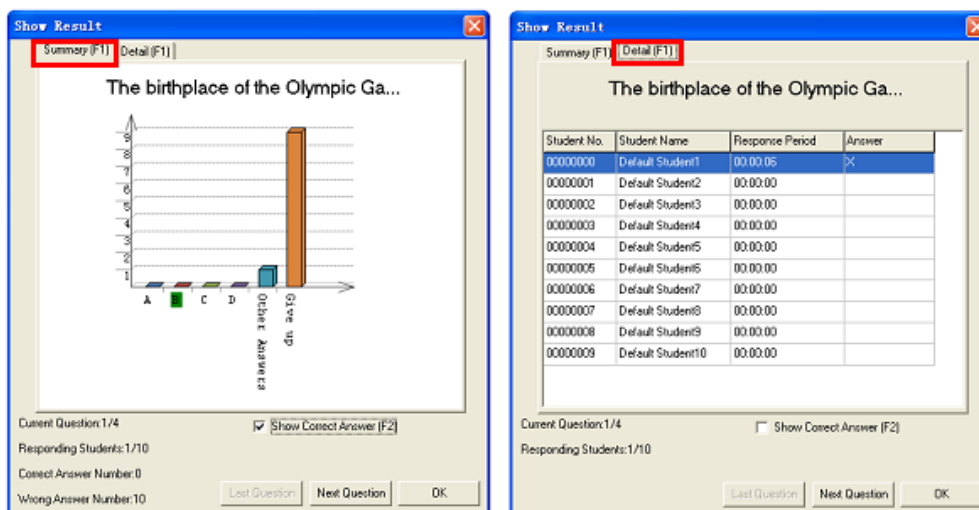 Show Result
Summary (F1) Detail (F1)
The birthplace of the Olympic Ga...
9
8
7
6
5
4
3
2
1
A B C D Other Answers Give up
Current Question:1/4
Show Correct Answer (F2)
Responding Students:1/10
Correct Answer Number:0
Wrong Answer Number:10
Last Question Next Question OK
Show Result
Summary (F1) Detail (F1)
The birthplace of the Olympic Ga...
Student No. Student Name Response Period Answer
00000000 Default Student1 00:00:06 X
00000001 Default Student2 00:00:00
00000002 Default Student3 00:00:00
00000003 Default Student4 00:00:00
00000004 Default Student5 00:00:00
00000005 Default Student6 00:00:00
00000006 Default Student7 00:00:00
00000007 Default Student8 00:00:00
00000008 Default Student9 00:00:00
00000009 Default Student10 00:00:00
Current Question:1/4
Show Correct Answer (F2)
Responding Students:1/10
Last Question Next Question OK